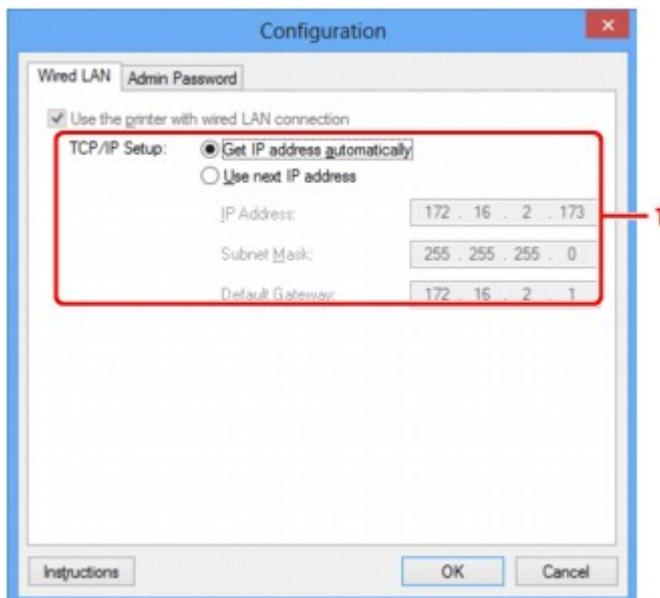 Configuration
Wired LAN Admin Password
Use the printer with wired LAN connection
TCP/IP Setup: Get IP address automatically
Use next IP address
IP Address: 172 . 16 . 2 . 173
1
Subnet Mask: 255 . 255 . 255 . 0
Default Gateway: 172 . 16 . 2 . 1
Instructions OK Cancel